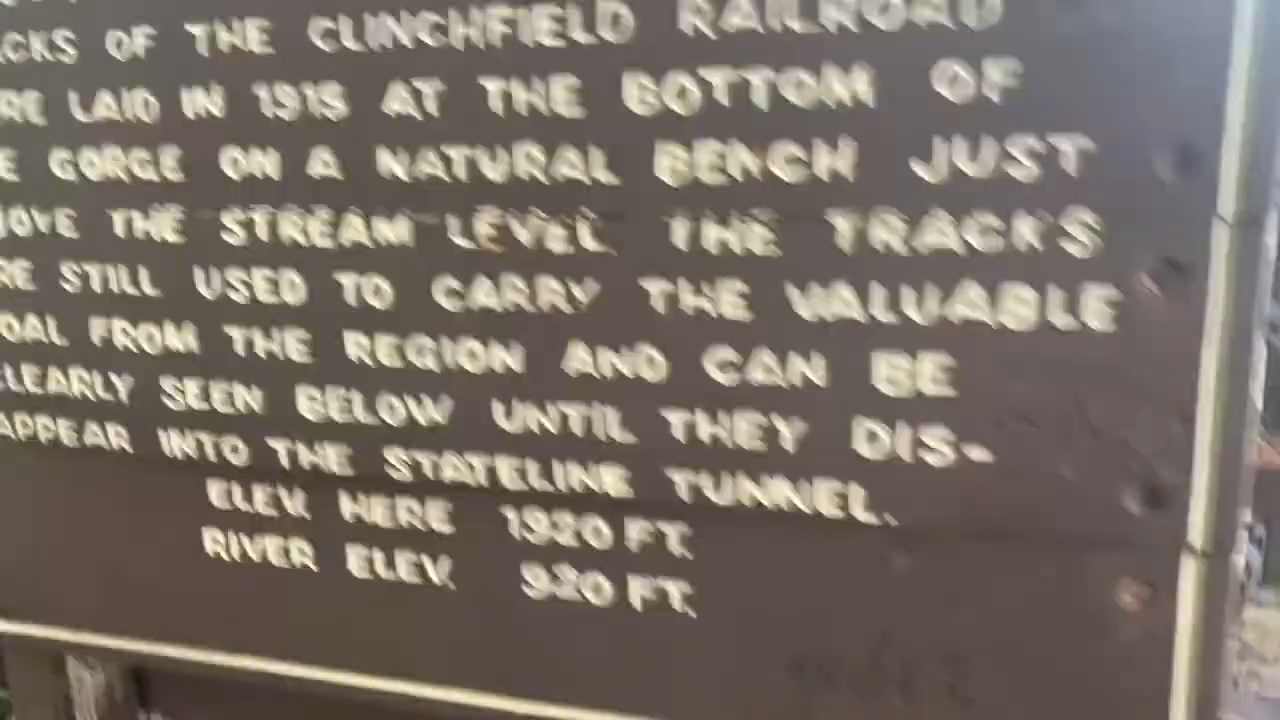 CKS OF THE CLINCHFIELD RAILROAD
RE LAID IN 1915 AT THE BOTTOM OF
E GORGE ON A NATURAL BENCH JUST
BOVE THE STREAM LEVEL THE TRACKS
RE STILL USED TO CARRY THE VALUABLE
OAL FROM THE REGION AND CAN BE
CLEARLY SEEN BELOW UNTIL THEY DIS-
APPEAR INTO THE STATELINE TUNNEL.
ELEV. HERE 1920 FT.
RIVER ELEV. 920 FT.